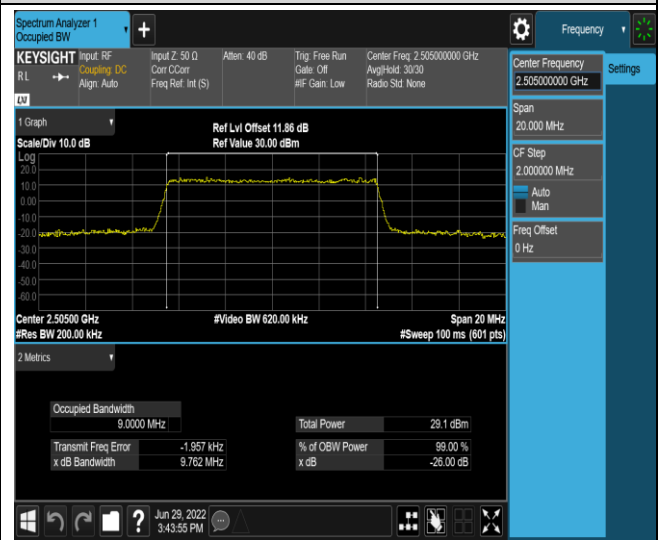 Spectrum Analyzer 1
Occupied BW
+
Frequency
KEYSIGHT
R L
LXI
Input: RF
Coupling: DC
Align: Auto
Input Z: 50 Ω
Corr CCorr
Freq Ref: Int (S)
Atten: 40 dB
Trig: Free Run
Gate: Off
#IF Gain: Low
Center Freq: 2.505000000 GHz
Avg|Hold: 30/30
Radio Std: None
Center Frequency
2.505000000 GHz
Settings
Span
20.000 MHz
CF Step
2.000000 MHz
Auto
Man
Freq Offset
0 Hz
1 Graph
Scale/Div 10.0 dB
Ref Lvl Offset 11.86 dB
Ref Value 30.00 dBm
Log
20.0
10.0
0.00
-10.0
-20.0
-30.0
-40.0
-50.0
-60.0
Center 2.50500 GHz
#Video BW 620.00 kHz
Span 20 MHz
#Res BW 200.00 kHz
#Sweep 100 ms (601 pts)
2 Metrics
Occupied Bandwidth
9.0000 MHz
Total Power 29.1 dBm
Transmit Freq Error -1.957 kHz
% of OBW Power 99.00 %
x dB Bandwidth 9.762 MHz
x dB -26.00 dB
?
Jun 29, 2022
3:43:55 PM